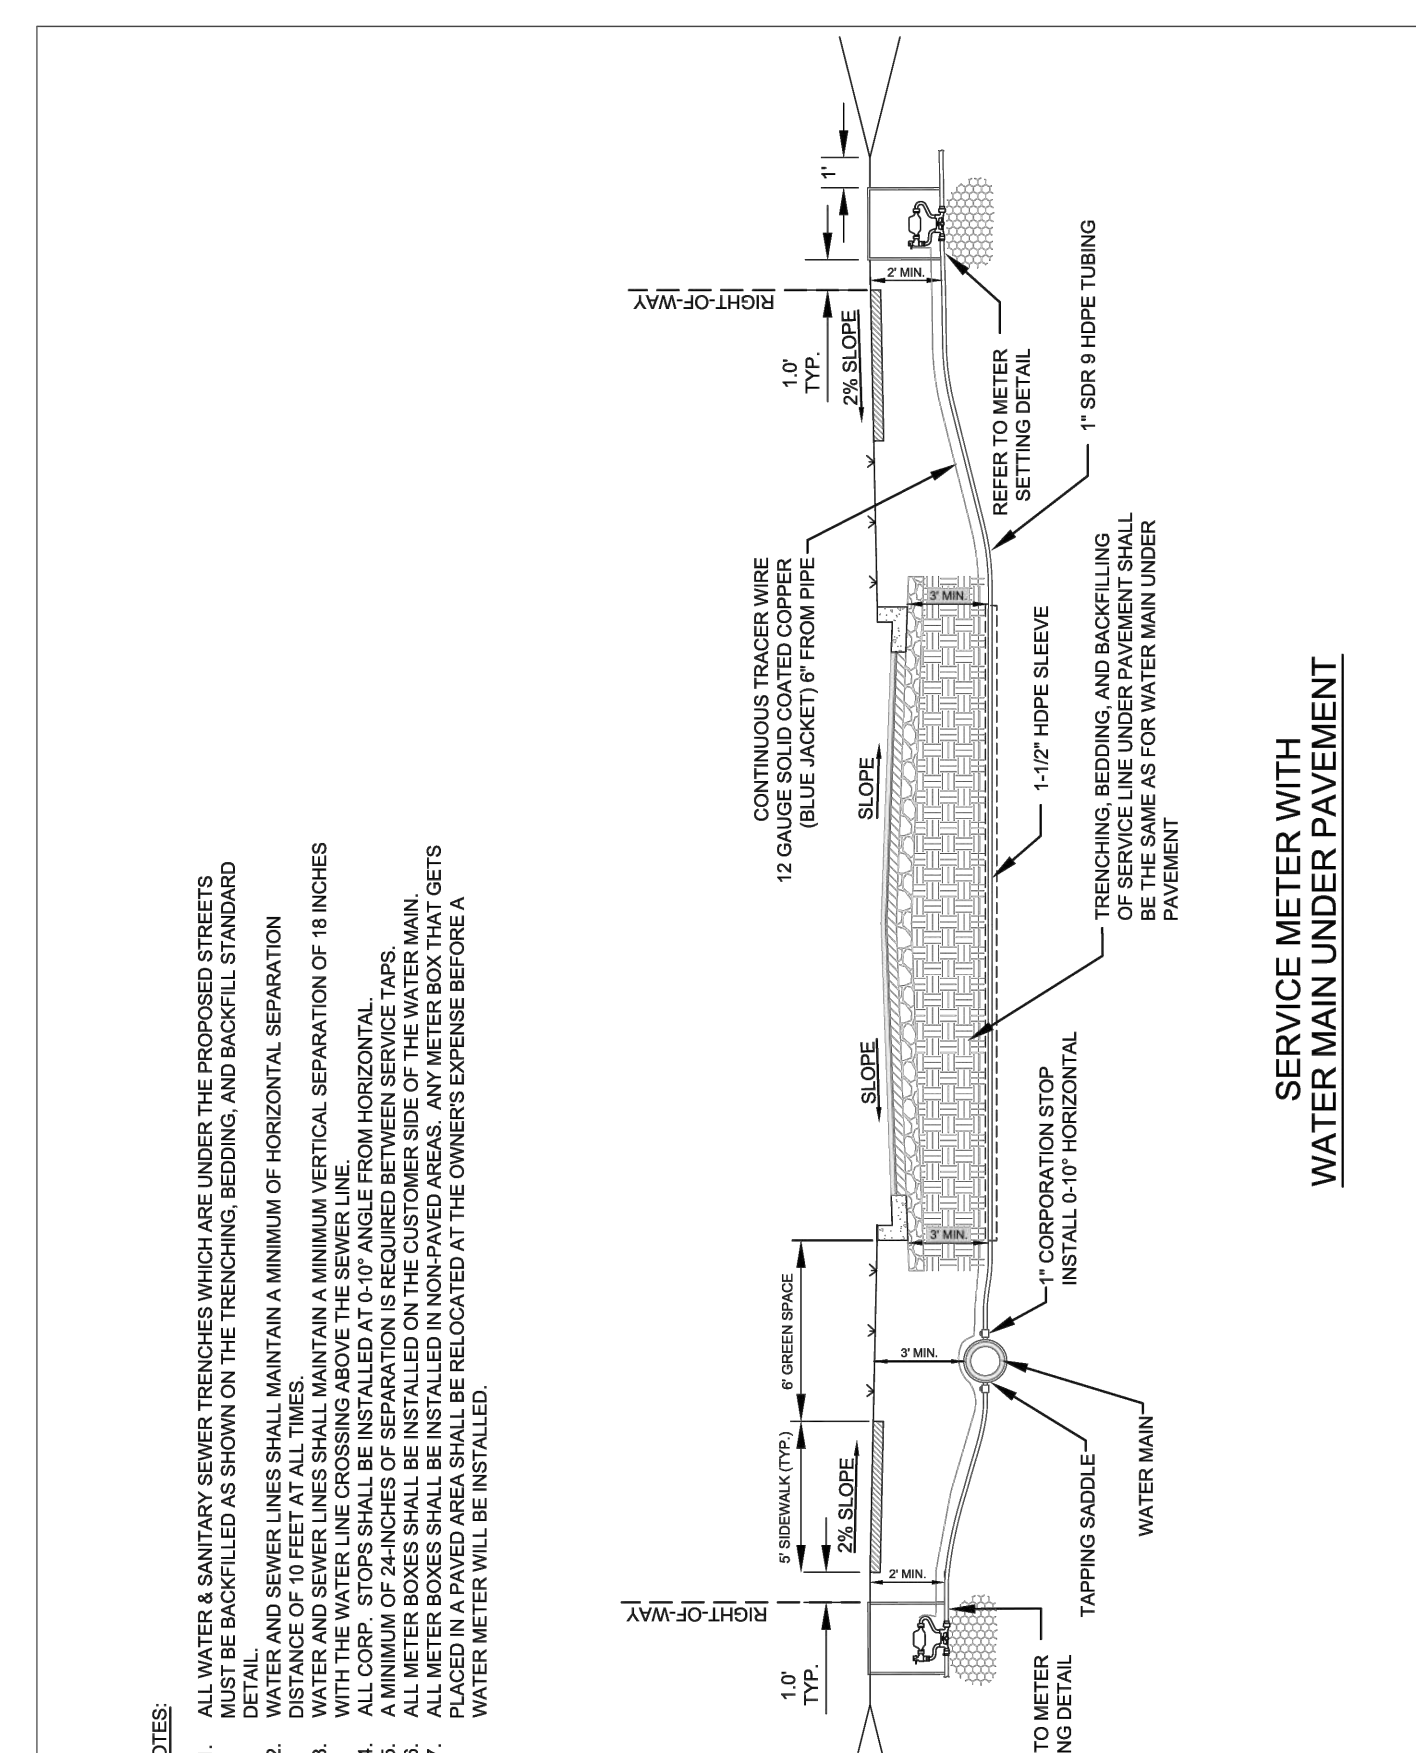 OTES:
1. ALL WATER & SANITARY SEWER TRENCHES WHICH ARE UNDER THE PROPOSED STREETS
MUST BE BACKFILLED AS SHOWN ON THE TRENCHING, BEDDING, AND BACKFILL STANDARD
DETAIL.
2. WATER AND SEWER LINES SHALL MAINTAIN A MINIMUM OF HORIZONTAL SEPARATION
DISTANCE OF 10 FEET AT ALL TIMES.
3. WATER AND SEWER LINES SHALL MAINTAIN A MINIMUM VERTICAL SEPARATION OF 18 INCHES
WITH THE WATER LINE CROSSING ABOVE THE SEWER LINE.
4. ALL CORP. STOPS SHALL BE INSTALLED AT 0-10° ANGLE FROM HORIZONTAL.
5. A MINIMUM OF 24-INCHES OF SEPARATION IS REQUIRED BETWEEN SERVICE TAPS.
6. ALL METER BOXES SHALL BE INSTALLED ON THE CUSTOMER SIDE OF THE WATER MAIN.
7. ALL METER BOXES SHALL BE INSTALLED IN NON-PAVED AREAS. ANY METER BOX THAT GETS
PLACED IN A PAVED AREA SHALL BE RELOCATED AT THE OWNER'S EXPENSE BEFORE A
WATER METER WILL BE INSTALLED.
RIGHT-OF-WAY
1.0'
TYP.
5' SIDEWALK (TYP.)
2% SLOPE
6' GREEN SPACE
2' MIN.
3' MIN.
3' MIN.
SLOPE
SLOPE
CONTINUOUS TRACER WIRE
12 GAUGE SOLID COATED COPPER
(BLUE JACKET) 6" FROM PIPE
3' MIN.
RIGHT-OF-WAY
1.0'
TYP.
2% SLOPE
2' MIN.
1'
TO METER
NG DETAIL
TAPPING SADDLE
WATER MAIN
1" CORPORATION STOP
INSTALL 0-10° HORIZONTAL
1-1/2" HDPE SLEEVE
TRENCHING, BEDDING, AND BACKFILLING
OF SERVICE LINE UNDER PAVEMENT SHALL
BE THE SAME AS FOR WATER MAIN UNDER
PAVEMENT
REFER TO METER
SETTING DETAIL
1" SDR 9 HDPE TUBING
SERVICE METER WITH
WATER MAIN UNDER PAVEMENT